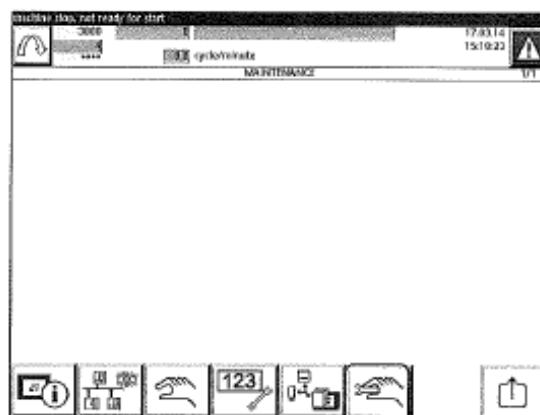 machine stop, not ready for start
3000
17.03.14
cycle/minute
15:10:23
MAINTENANCE
1/1
123